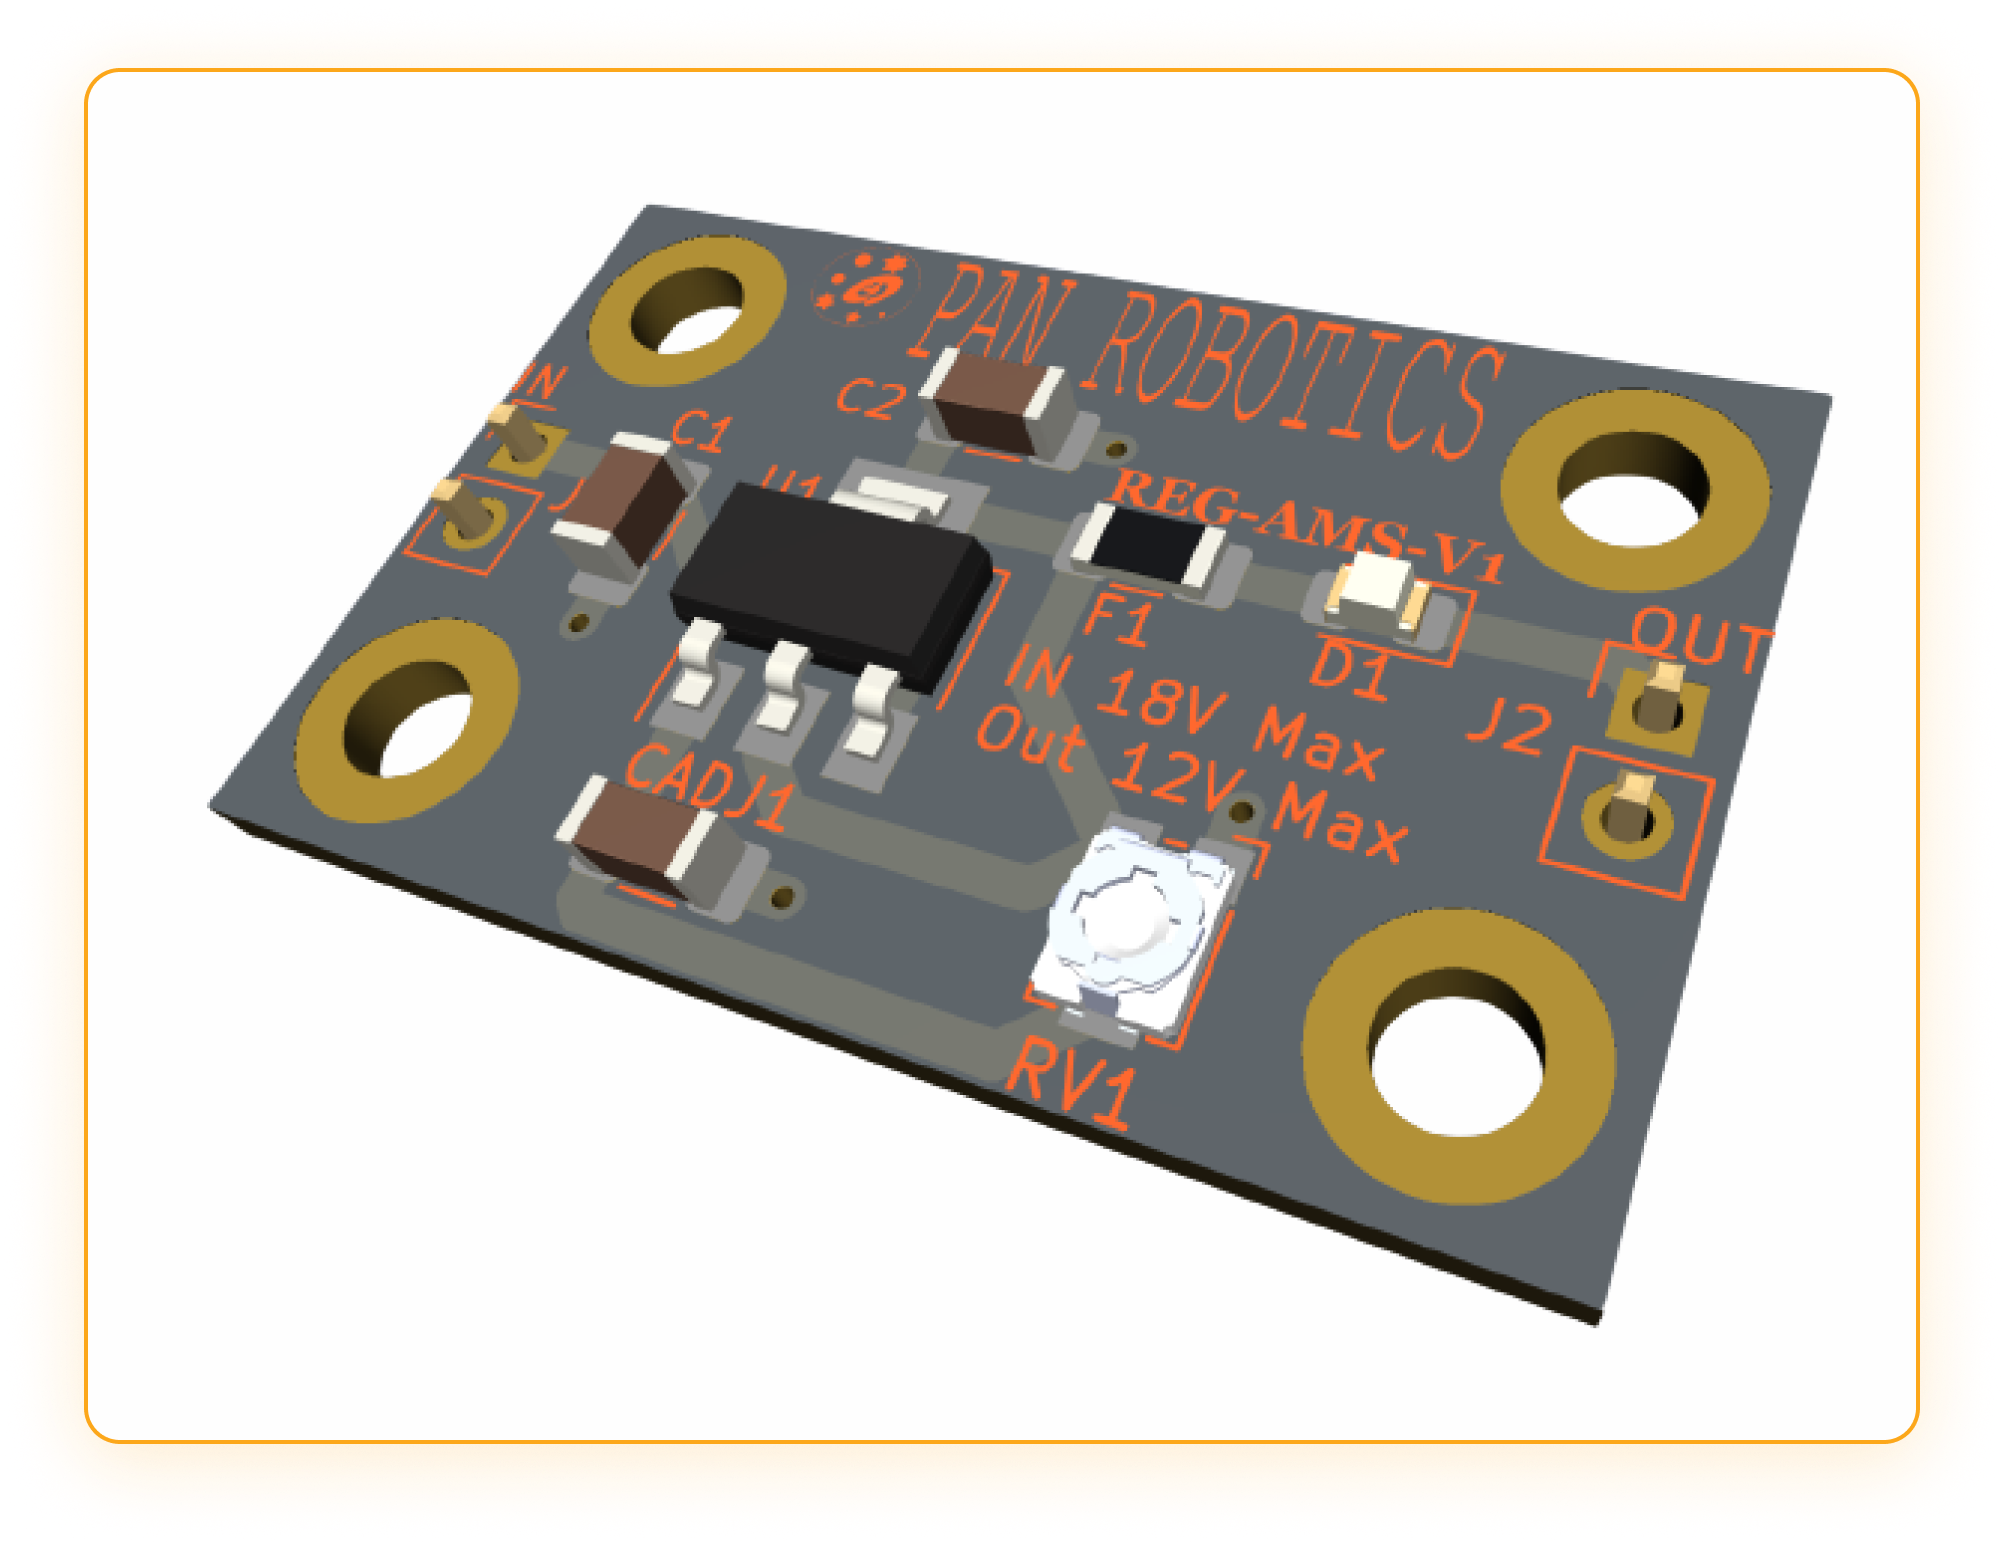 PAN ROBOTICS
IN
C1
C2
U1
REG-AMS-V1
F1
D1
OUT
J2
IN 18V Max
Out 12V Max
CADJ1
RV1